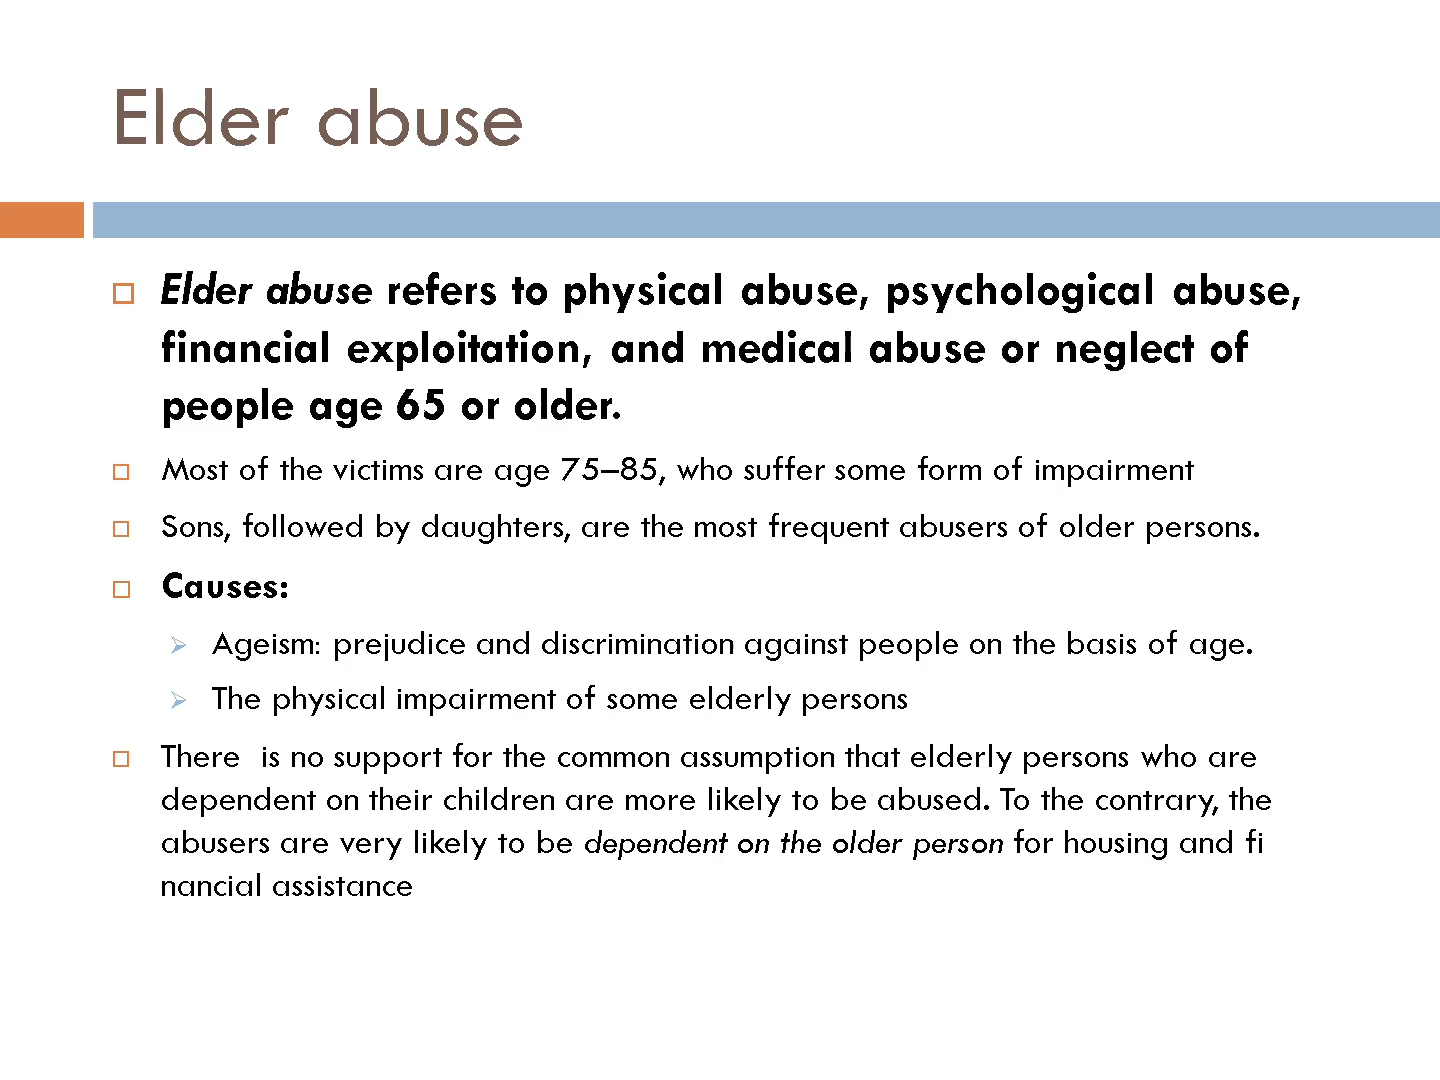 Elder abuse
Elder abuse refers to physical abuse, psychological abuse,
financial exploitation, and medical abuse or neglect of
people age 65 or older.
Most of the victims are age 75–85, who suffer some form of impairment
Sons, followed by daughters, are the most frequent abusers of older persons.
Causes:
Ageism: prejudice and discrimination against people on the basis of age.
The physical impairment of some elderly persons
There  is no support for the common assumption that elderly persons who are
dependent on their children are more likely to be abused. To the contrary, the
abusers are very likely to be dependent on the older person for housing and fi
nancial assistance